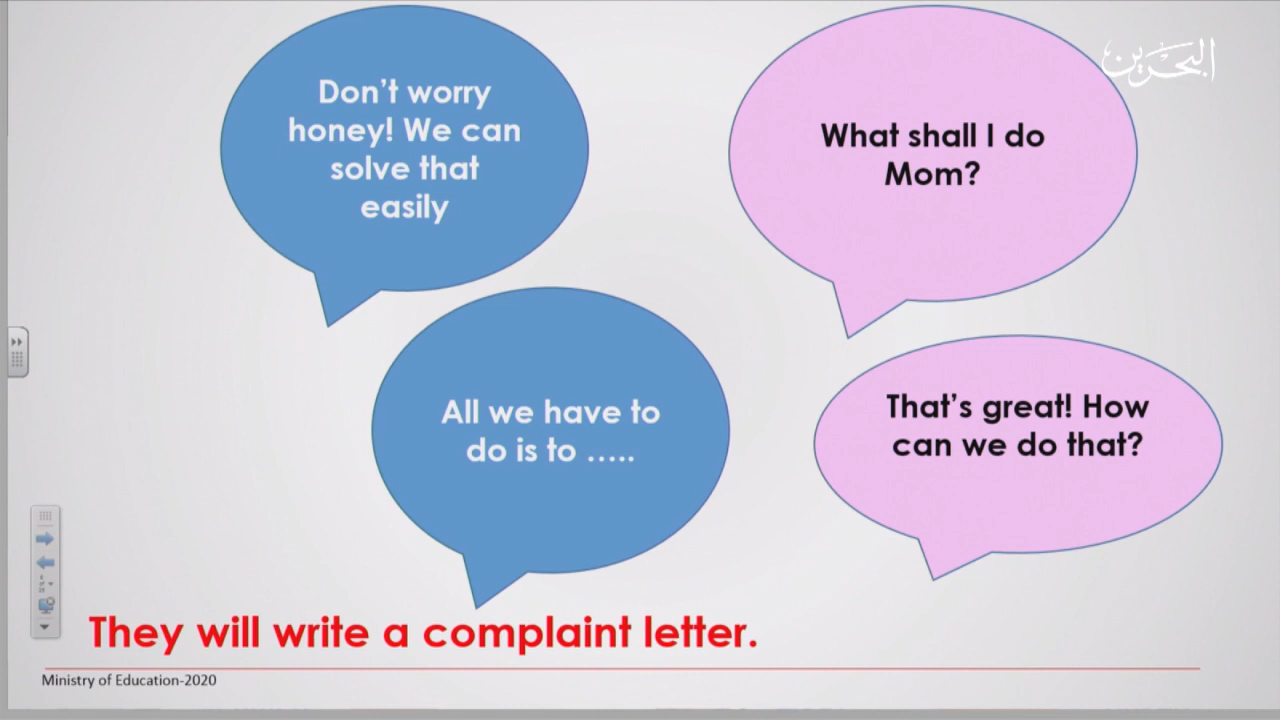 What shall I do
Mom?
Don't worry
honey! We can
solve that
easily
That's great! How
can we do that?
All we have to
do is to .....
They will write a complaint letter.
Ministry of Education-2020
البحرين